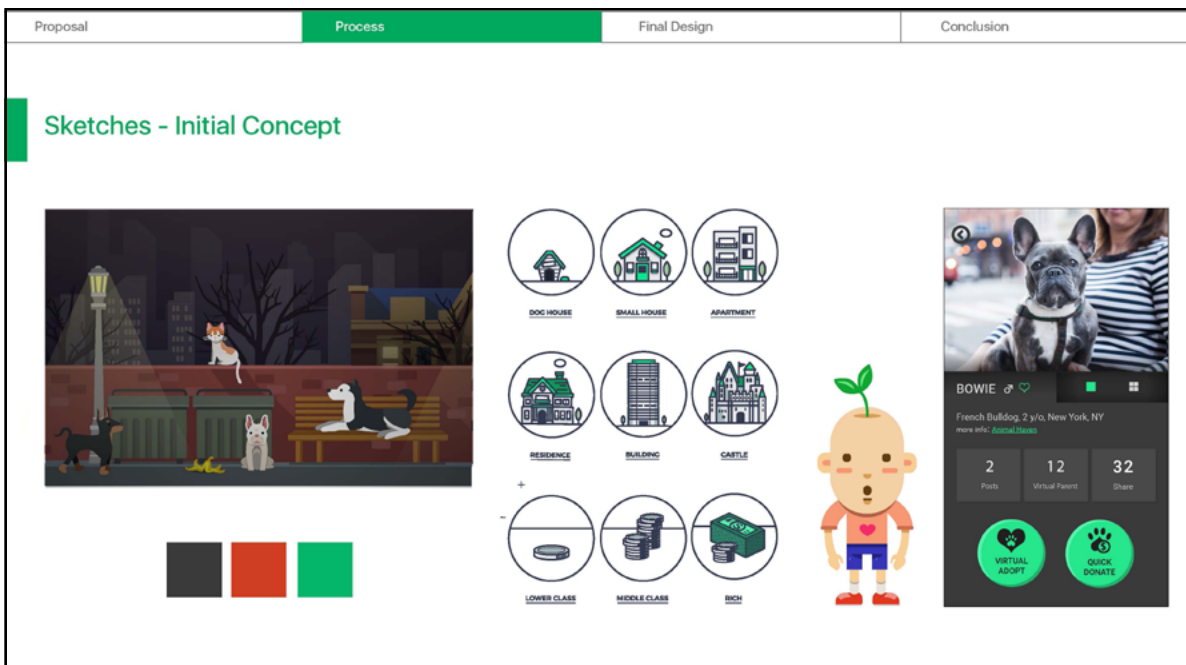 Proposal
Process
Final Design
Conclusion
Sketches - Initial Concept
DOG HOUSE
SMALL HOUSE
APARTMENT
RESIDENCE
BUILDING
CASTLE
+
-
LOWER CLASS
MIDDLE CLASS
RICH
BOWIE
French Bulldog, 2 y/o, New York, NY
more info: Animal Haven
2
12
32
Posts
Virtual Parent
Share
VIRTUAL
ADOPT
QUICK
DONATE